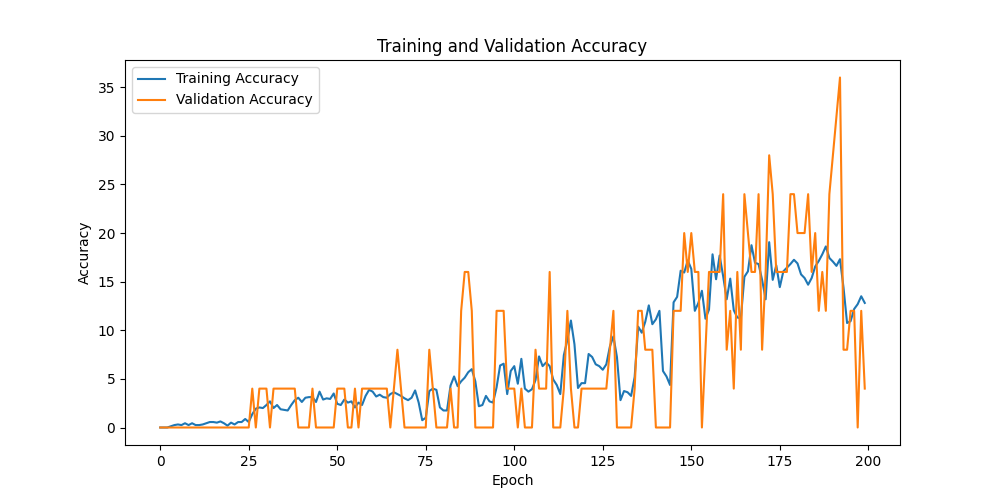 Training and Validation Accuracy
Training Accuracy
Validation Accuracy
35
30
25
20
15
10
5
0
Accuracy
0 25 50 75 100 125 150 175 200
Epoch